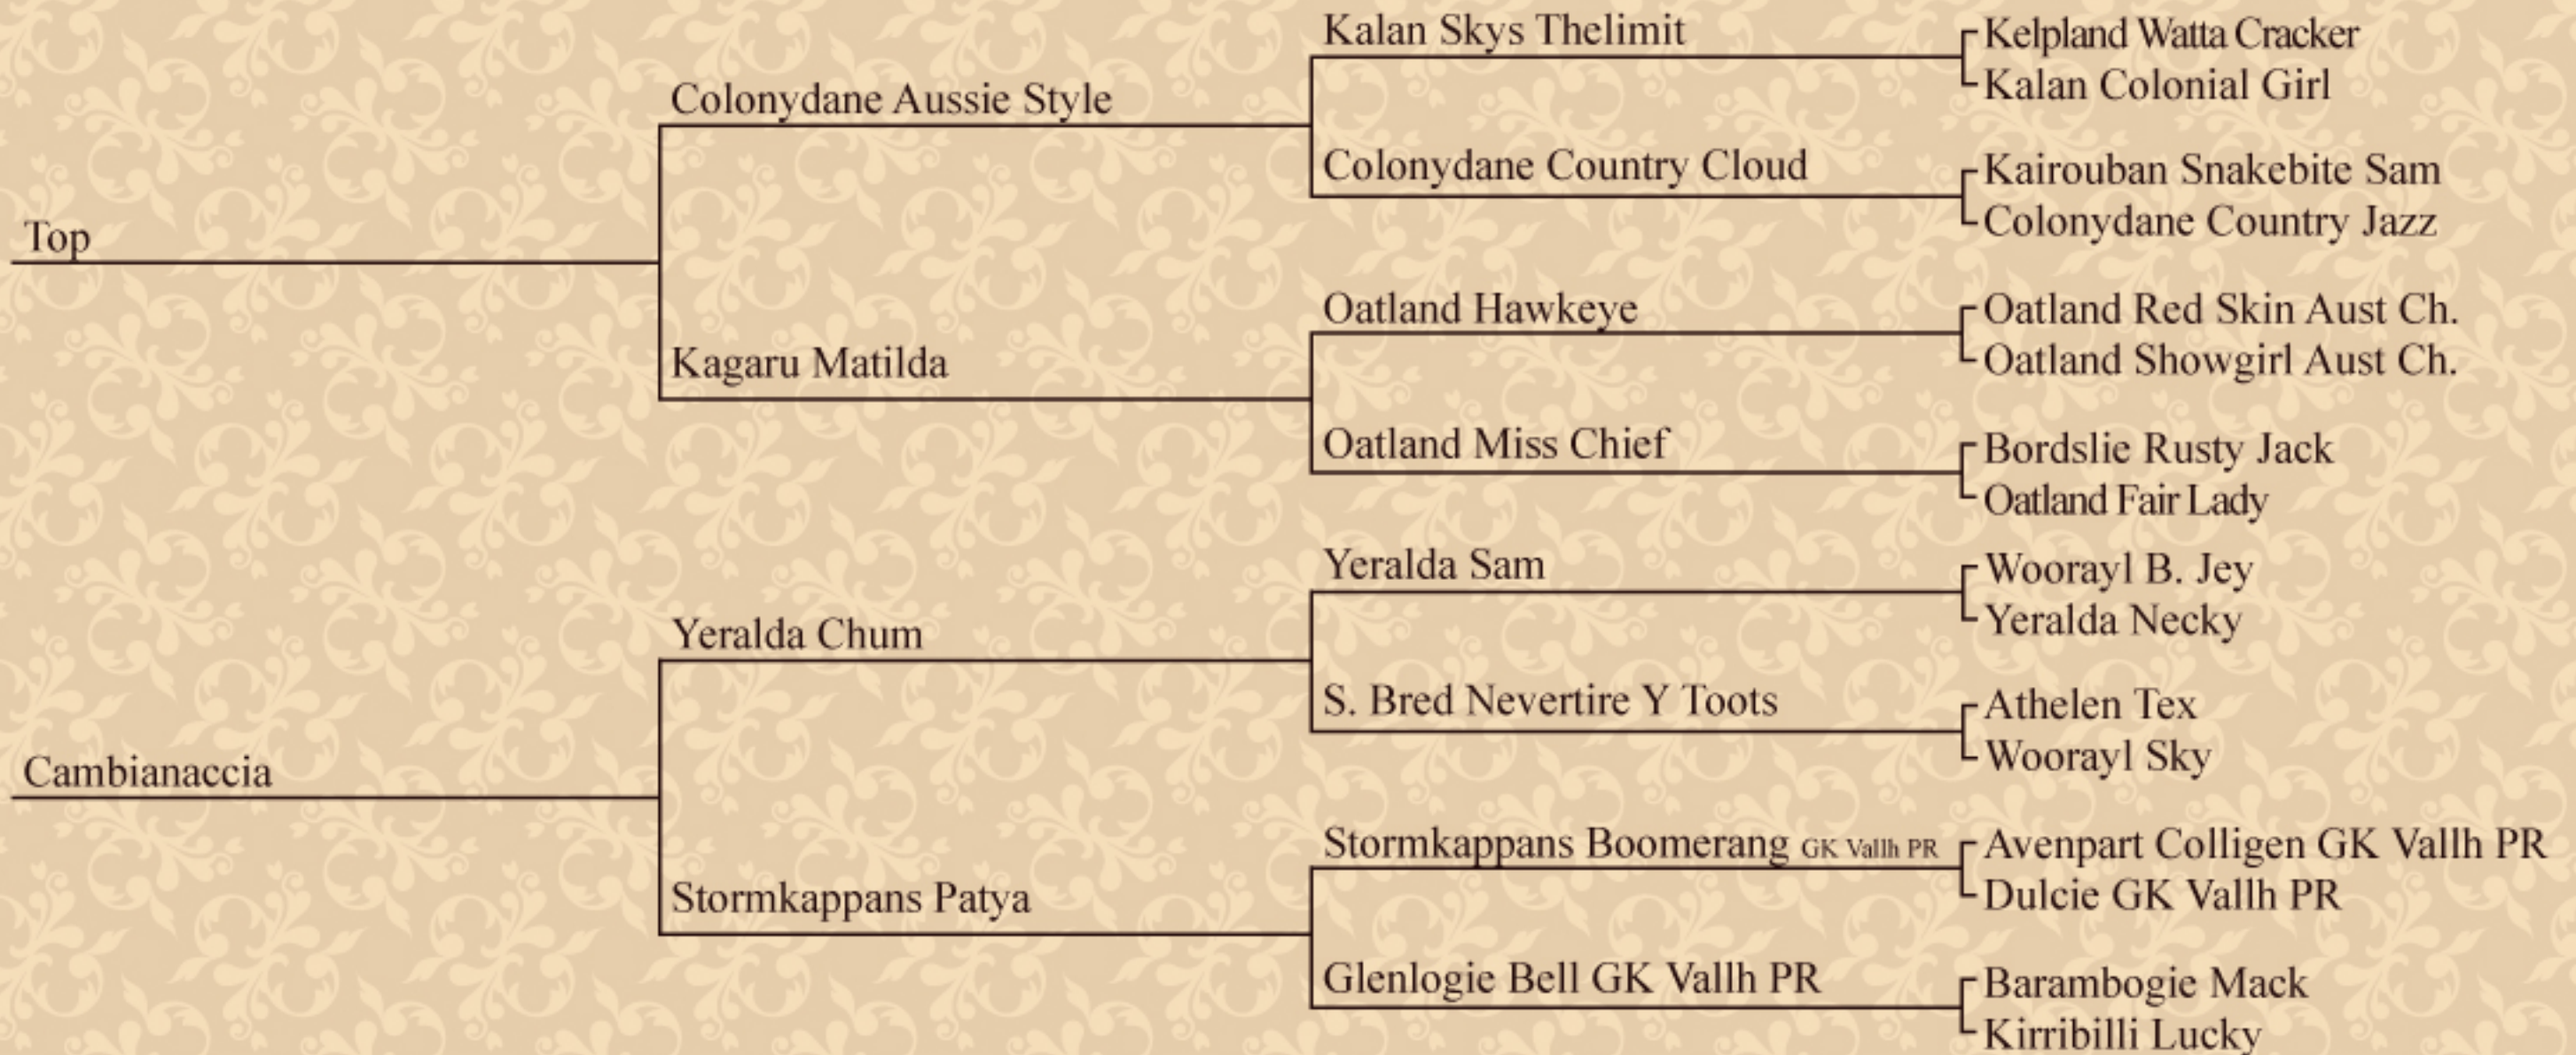 Top
Cambianaccia
Colonydane Aussie Style
Kagaru Matilda
Yeralda Chum
Stormkappans Patya
Kalan Skys Thelimit
Colonydane Country Cloud
Oatland Hawkeye
Oatland Miss Chief
Yeralda Sam
S. Bred Nevertire Y Toots
Stormkappans Boomerang GK Vallh PR
Glenlogie Bell GK Vallh PR
Kelpland Watta Cracker
Kalan Colonial Girl
Kairouban Snakebite Sam
Colonydane Country Jazz
Oatland Red Skin Aust Ch.
Oatland Showgirl Aust Ch.
Bordslie Rusty Jack
Oatland Fair Lady
Woorayl B. Jey
Yeralda Necky
Athelen Tex
Woorayl Sky
Avenpart Colligen GK Vallh PR
Dulcie GK Vallh PR
Barambogie Mack
Kirribilli Lucky